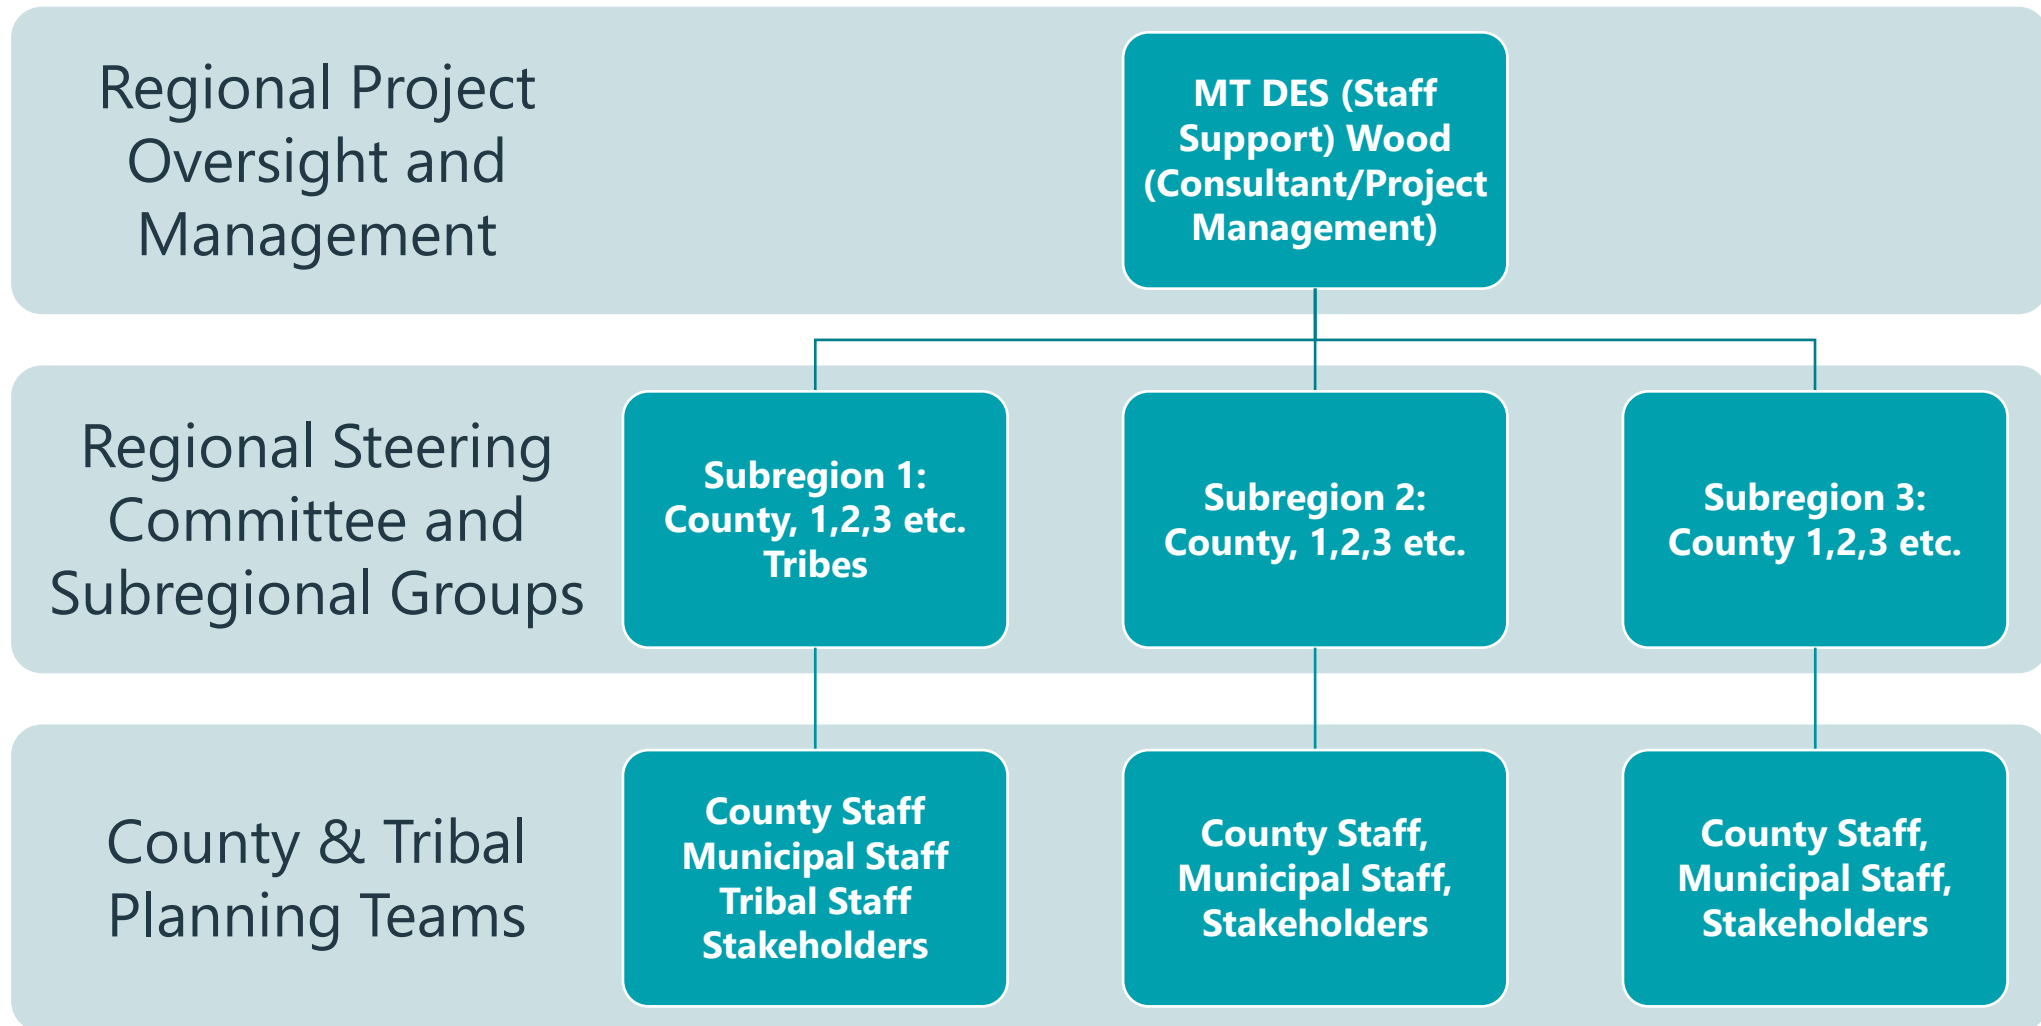 Regional Project
Oversight and
Management
MT DES (Staff
Support) Wood
(Consultant/Project
Management)
Regional Steering
Committee and
Subregional Groups
Subregion 1:
County, 1,2,3 etc.
Tribes
Subregion 2:
County, 1,2,3 etc.
Subregion 3:
County 1,2,3 etc.
County & Tribal
Planning Teams
County Staff
Municipal Staff
Tribal Staff
Stakeholders
County Staff,
Municipal Staff,
Stakeholders
County Staff,
Municipal Staff,
Stakeholders